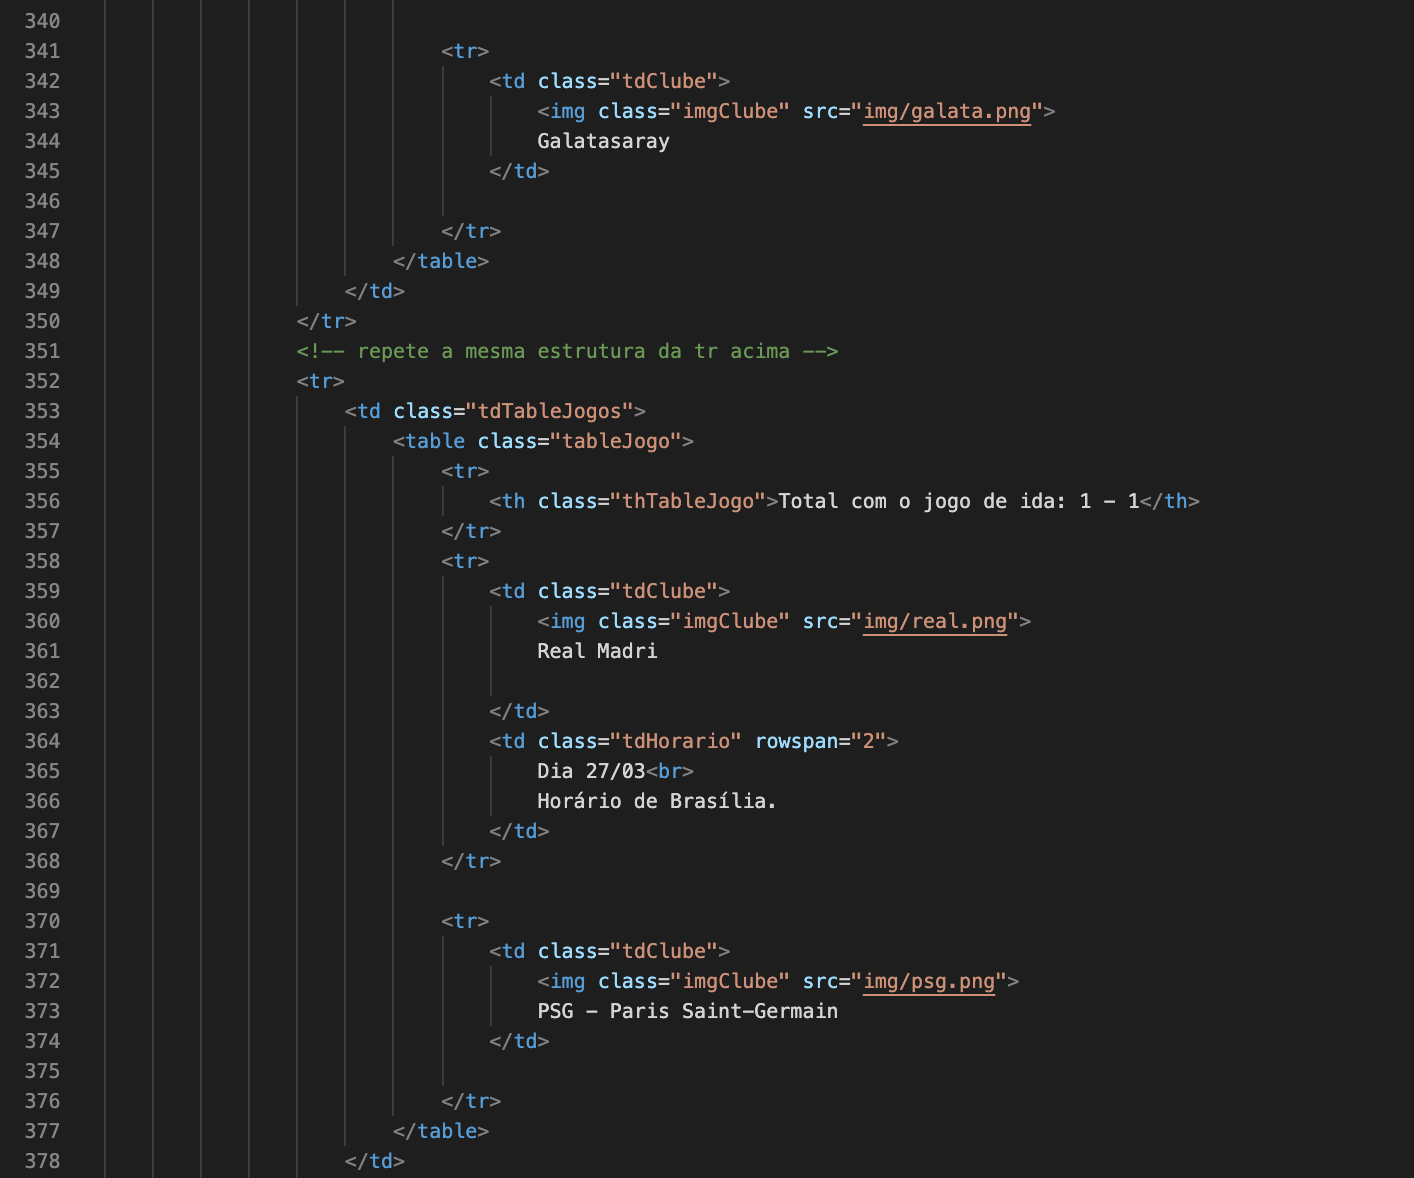 340
341 <tr>
342 <td class="tdClube">
343 <img class="imgClube" src="img/galata.png">
344 Galatasaray
345 </td>
346
347 </tr>
348 </table>
349 </td>
350 </tr>
351 <!-- repete a mesma estrutura da tr acima -->
352 <tr>
353 <td class="tdTableJogos">
354 <table class="tableJogo">
355 <tr>
356 <th class="thTableJogo">Total com o jogo de ida: 1 - 1</th>
357 </tr>
358 <tr>
359 <td class="tdClube">
360 <img class="imgClube" src="img/real.png">
361 Real Madri
362
363 </td>
364 <td class="tdHorario" rowspan="2">
365 Dia 27/03<br>
366 Horário de Brasília.
367 </td>
368 </tr>
369
370 <tr>
371 <td class="tdClube">
372 <img class="imgClube" src="img/psg.png">
373 PSG - Paris Saint-Germain
374 </td>
375
376 </tr>
377 </table>
378 </td>